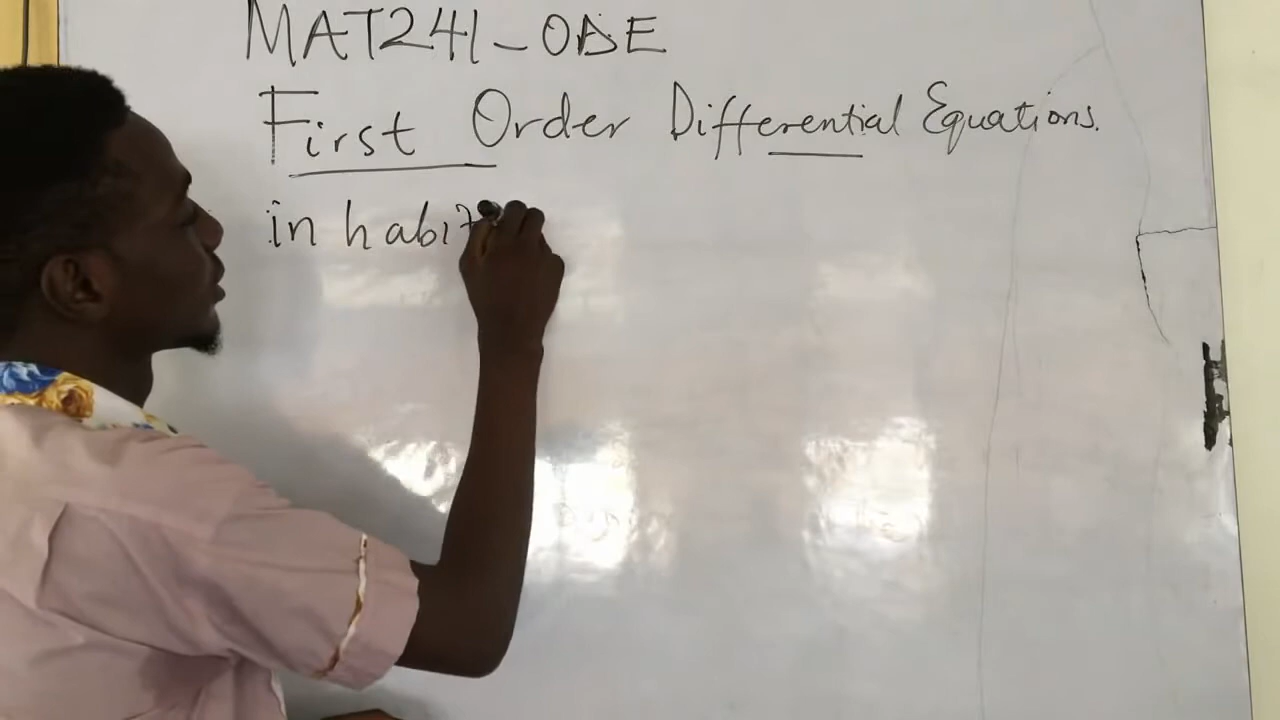 MAT241-ODE
First Order Differential Equations.
in habit